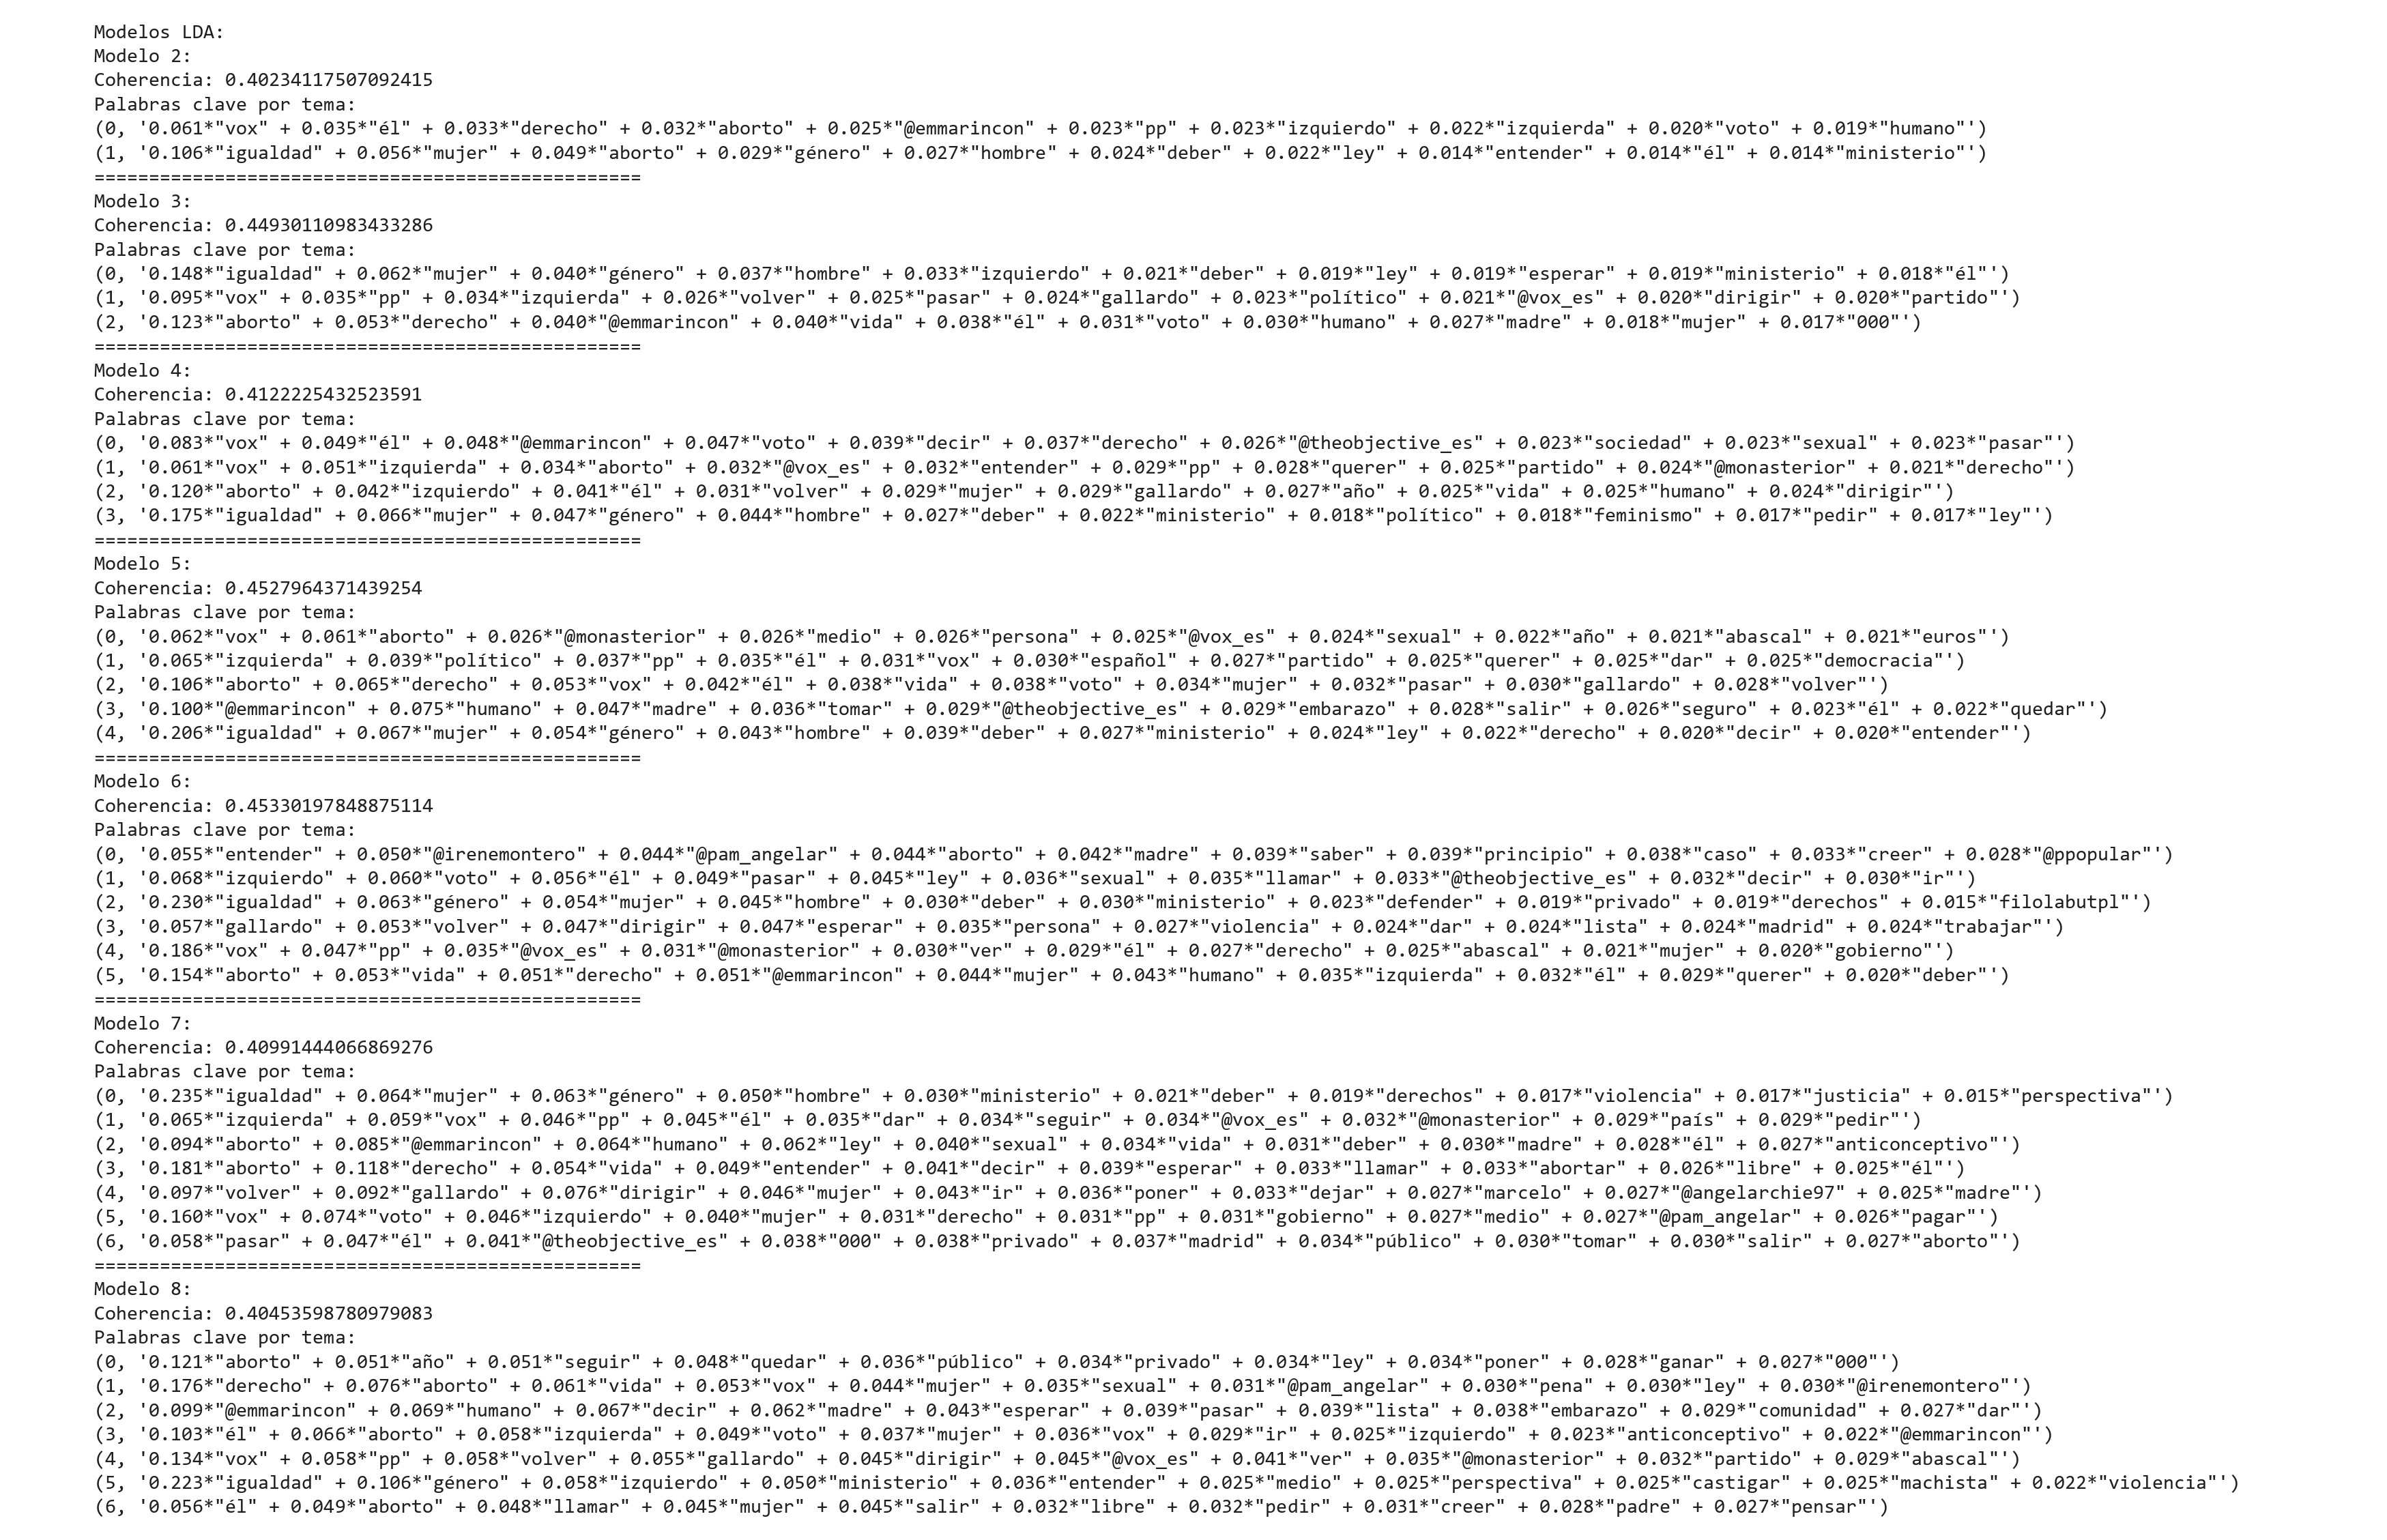 Modelos LDA:
Modelo 2:
Coherencia: 0.40234117507092415
Palabras clave por tema:
(0, '0.061*"vox" + 0.035*"él" + 0.033*"derecho" + 0.032*"aborto" + 0.025*"@emmarincon" + 0.023*"pp" + 0.023*"izquierdo" + 0.022*"izquierda" + 0.020*"voto" + 0.019*"humano"')
(1, '0.106*"igualdad" + 0.056*"mujer" + 0.049*"aborto" + 0.029*"género" + 0.027*"hombre" + 0.024*"deber" + 0.022*"ley" + 0.014*"entender" + 0.014*"él" + 0.014*"ministerio"')
==================================================
Modelo 3:
Coherencia: 0.44930110983433286
Palabras clave por tema:
(0, '0.148*"igualdad" + 0.062*"mujer" + 0.040*"género" + 0.037*"hombre" + 0.033*"izquierdo" + 0.021*"deber" + 0.019*"ley" + 0.019*"esperar" + 0.019*"ministerio" + 0.018*"él"')
(1, '0.095*"vox" + 0.035*"pp" + 0.034*"izquierda" + 0.026*"volver" + 0.025*"pasar" + 0.024*"gallardo" + 0.023*"político" + 0.021*"@vox_es" + 0.020*"dirigir" + 0.020*"partido"')
(2, '0.123*"aborto" + 0.053*"derecho" + 0.040*"@emmarincon" + 0.040*"vida" + 0.038*"él" + 0.031*"voto" + 0.030*"humano" + 0.027*"madre" + 0.018*"mujer" + 0.017*"000"')
==================================================
Modelo 4:
Coherencia: 0.4122225432523591
Palabras clave por tema:
(0, '0.083*"vox" + 0.049*"él" + 0.048*"@emmarincon" + 0.047*"voto" + 0.039*"decir" + 0.037*"derecho" + 0.026*"@theobjective_es" + 0.023*"sociedad" + 0.023*"sexual" + 0.023*"pasar"')
(1, '0.061*"vox" + 0.051*"izquierda" + 0.034*"aborto" + 0.032*"@vox_es" + 0.032*"entender" + 0.029*"pp" + 0.028*"querer" + 0.025*"partido" + 0.024*"@monasterior" + 0.021*"derecho"')
(2, '0.120*"aborto" + 0.042*"izquierdo" + 0.041*"él" + 0.031*"volver" + 0.029*"mujer" + 0.029*"gallardo" + 0.027*"año" + 0.025*"vida" + 0.025*"humano" + 0.024*"dirigir"')
(3, '0.175*"igualdad" + 0.066*"mujer" + 0.047*"género" + 0.044*"hombre" + 0.027*"deber" + 0.022*"ministerio" + 0.018*"político" + 0.018*"feminismo" + 0.017*"pedir" + 0.017*"ley"')
==================================================
Modelo 5:
Coherencia: 0.4527964371439254
Palabras clave por tema:
(0, '0.062*"vox" + 0.061*"aborto" + 0.026*"@monasterior" + 0.026*"medio" + 0.026*"persona" + 0.025*"@vox_es" + 0.024*"sexual" + 0.022*"año" + 0.021*"abascal" + 0.021*"euros"')
(1, '0.065*"izquierda" + 0.039*"político" + 0.037*"pp" + 0.035*"él" + 0.031*"vox" + 0.030*"español" + 0.027*"partido" + 0.025*"querer" + 0.025*"dar" + 0.025*"democracia"')
(2, '0.106*"aborto" + 0.065*"derecho" + 0.053*"vox" + 0.042*"él" + 0.038*"vida" + 0.038*"voto" + 0.034*"mujer" + 0.032*"pasar" + 0.030*"gallardo" + 0.028*"volver"')
(3, '0.100*"@emmarincon" + 0.075*"humano" + 0.047*"madre" + 0.036*"tomar" + 0.029*"@theobjective_es" + 0.029*"embarazo" + 0.028*"salir" + 0.026*"seguro" + 0.023*"él" + 0.022*"quedar"')
(4, '0.206*"igualdad" + 0.067*"mujer" + 0.054*"género" + 0.043*"hombre" + 0.039*"deber" + 0.027*"ministerio" + 0.024*"ley" + 0.022*"derecho" + 0.020*"decir" + 0.020*"entender"')
==================================================
Modelo 6:
Coherencia: 0.45330197848875114
Palabras clave por tema:
(0, '0.055*"entender" + 0.050*"@irenemontero" + 0.044*"@pam_angelar" + 0.044*"aborto" + 0.042*"madre" + 0.039*"saber" + 0.039*"principio" + 0.038*"caso" + 0.033*"creer" + 0.028*"@ppopular"')
(1, '0.068*"izquierdo" + 0.060*"voto" + 0.056*"él" + 0.049*"pasar" + 0.045*"ley" + 0.036*"sexual" + 0.035*"llamar" + 0.033*"@theobjective_es" + 0.032*"decir" + 0.030*"ir"')
(2, '0.230*"igualdad" + 0.063*"género" + 0.054*"mujer" + 0.045*"hombre" + 0.030*"deber" + 0.030*"ministerio" + 0.023*"defender" + 0.019*"privado" + 0.019*"derechos" + 0.015*"filolabutpl"')
(3, '0.057*"gallardo" + 0.053*"volver" + 0.047*"dirigir" + 0.047*"esperar" + 0.035*"persona" + 0.027*"violencia" + 0.024*"dar" + 0.024*"lista" + 0.024*"madrid" + 0.024*"trabajar"')
(4, '0.186*"vox" + 0.047*"pp" + 0.035*"@vox_es" + 0.031*"@monasterior" + 0.030*"ver" + 0.029*"él" + 0.027*"derecho" + 0.025*"abascal" + 0.021*"mujer" + 0.020*"gobierno"')
(5, '0.154*"aborto" + 0.053*"vida" + 0.051*"derecho" + 0.051*"@emmarincon" + 0.044*"mujer" + 0.043*"humano" + 0.035*"izquierda" + 0.032*"él" + 0.029*"querer" + 0.020*"deber"')
==================================================
Modelo 7:
Coherencia: 0.40991444066869276
Palabras clave por tema:
(0, '0.235*"igualdad" + 0.064*"mujer" + 0.063*"género" + 0.050*"hombre" + 0.030*"ministerio" + 0.021*"deber" + 0.019*"derechos" + 0.017*"violencia" + 0.017*"justicia" + 0.015*"perspectiva"')
(1, '0.065*"izquierda" + 0.059*"vox" + 0.046*"pp" + 0.045*"él" + 0.035*"dar" + 0.034*"seguir" + 0.034*"@vox_es" + 0.032*"@monasterior" + 0.029*"país" + 0.029*"pedir"')
(2, '0.094*"aborto" + 0.085*"@emmarincon" + 0.064*"humano" + 0.062*"ley" + 0.040*"sexual" + 0.034*"vida" + 0.031*"deber" + 0.030*"madre" + 0.028*"él" + 0.027*"anticonceptivo"')
(3, '0.181*"aborto" + 0.118*"derecho" + 0.054*"vida" + 0.049*"entender" + 0.041*"decir" + 0.039*"esperar" + 0.033*"llamar" + 0.033*"abortar" + 0.026*"libre" + 0.025*"él"')
(4, '0.097*"volver" + 0.092*"gallardo" + 0.076*"dirigir" + 0.046*"mujer" + 0.043*"ir" + 0.036*"poner" + 0.033*"dejar" + 0.027*"marcelo" + 0.027*"@angelarchie97" + 0.025*"madre"')
(5, '0.160*"vox" + 0.074*"voto" + 0.046*"izquierdo" + 0.040*"mujer" + 0.031*"derecho" + 0.031*"pp" + 0.031*"gobierno" + 0.027*"medio" + 0.027*"@pam_angelar" + 0.026*"pagar"')
(6, '0.058*"pasar" + 0.047*"él" + 0.041*"@theobjective_es" + 0.038*"000" + 0.038*"privado" + 0.037*"madrid" + 0.034*"público" + 0.030*"tomar" + 0.030*"salir" + 0.027*"aborto"')
==================================================
Modelo 8:
Coherencia: 0.40453598780979083
Palabras clave por tema:
(0, '0.121*"aborto" + 0.051*"año" + 0.051*"seguir" + 0.048*"quedar" + 0.036*"público" + 0.034*"privado" + 0.034*"ley" + 0.034*"poner" + 0.028*"ganar" + 0.027*"000"')
(1, '0.176*"derecho" + 0.076*"aborto" + 0.061*"vida" + 0.053*"vox" + 0.044*"mujer" + 0.035*"sexual" + 0.031*"@pam_angelar" + 0.030*"pena" + 0.030*"ley" + 0.030*"@irenemontero"')
(2, '0.099*"@emmarincon" + 0.069*"humano" + 0.067*"decir" + 0.062*"madre" + 0.043*"esperar" + 0.039*"pasar" + 0.039*"lista" + 0.038*"embarazo" + 0.029*"comunidad" + 0.027*"dar"')
(3, '0.103*"él" + 0.066*"aborto" + 0.058*"izquierda" + 0.049*"voto" + 0.037*"mujer" + 0.036*"vox" + 0.029*"ir" + 0.025*"izquierdo" + 0.023*"anticonceptivo" + 0.022*"@emmarincon"')
(4, '0.134*"vox" + 0.058*"pp" + 0.058*"volver" + 0.055*"gallardo" + 0.045*"dirigir" + 0.045*"@vox_es" + 0.041*"ver" + 0.035*"@monasterior" + 0.032*"partido" + 0.029*"abascal"')
(5, '0.223*"igualdad" + 0.106*"género" + 0.058*"izquierdo" + 0.050*"ministerio" + 0.036*"entender" + 0.025*"medio" + 0.025*"perspectiva" + 0.025*"castigar" + 0.025*"machista" + 0.022*"violencia"')
(6, '0.056*"él" + 0.049*"aborto" + 0.048*"llamar" + 0.045*"mujer" + 0.045*"salir" + 0.032*"libre" + 0.032*"pedir" + 0.031*"creer" + 0.028*"padre" + 0.027*"pensar"')